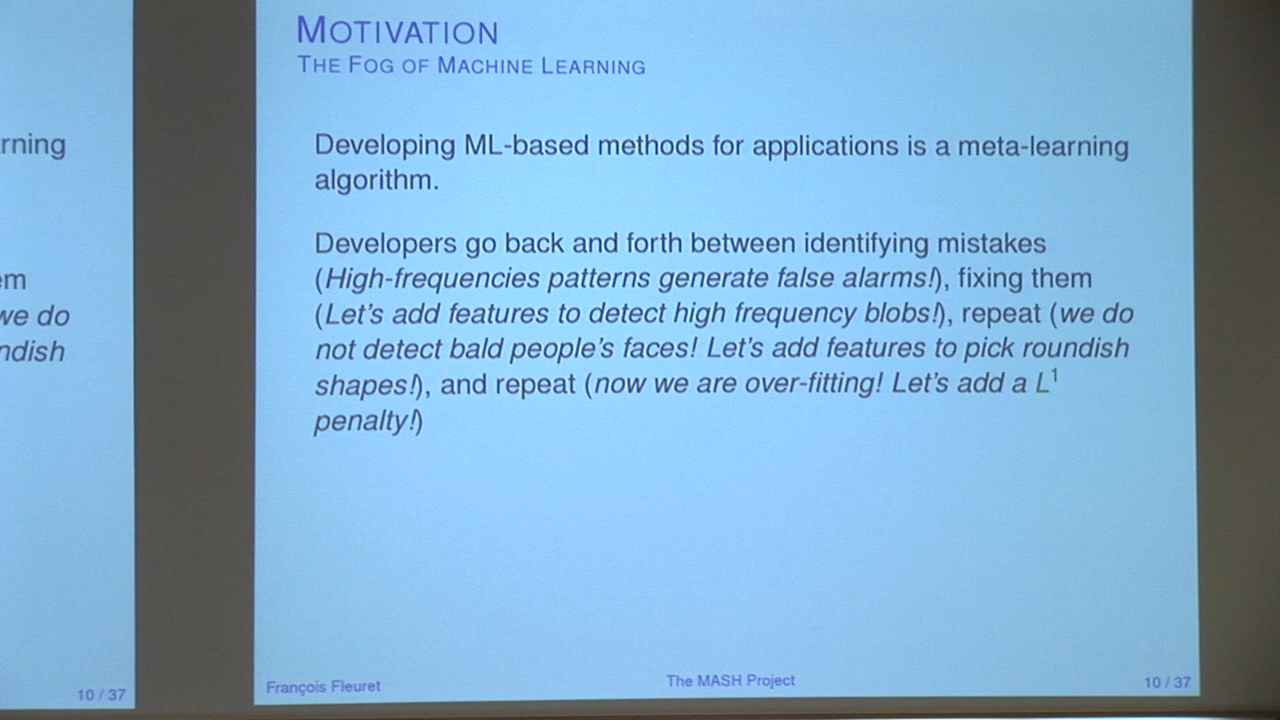 MOTIVATION
THE FOG OF MACHINE LEARNING
Developing ML-based methods for applications is a meta-learning
algorithm.
Developers go back and forth between identifying mistakes
(High-frequencies patterns generate false alarms!), fixing them
(Let's add features to detect high frequency blobs!), repeat (we do
not detect bald people's faces! Let's add features to pick roundish
shapes!), and repeat (now we are over-fitting! Let's add a L¹
penalty!)
François Fleuret
The MASH Project
10 / 37
rning
em
we do
ndish
10 / 37